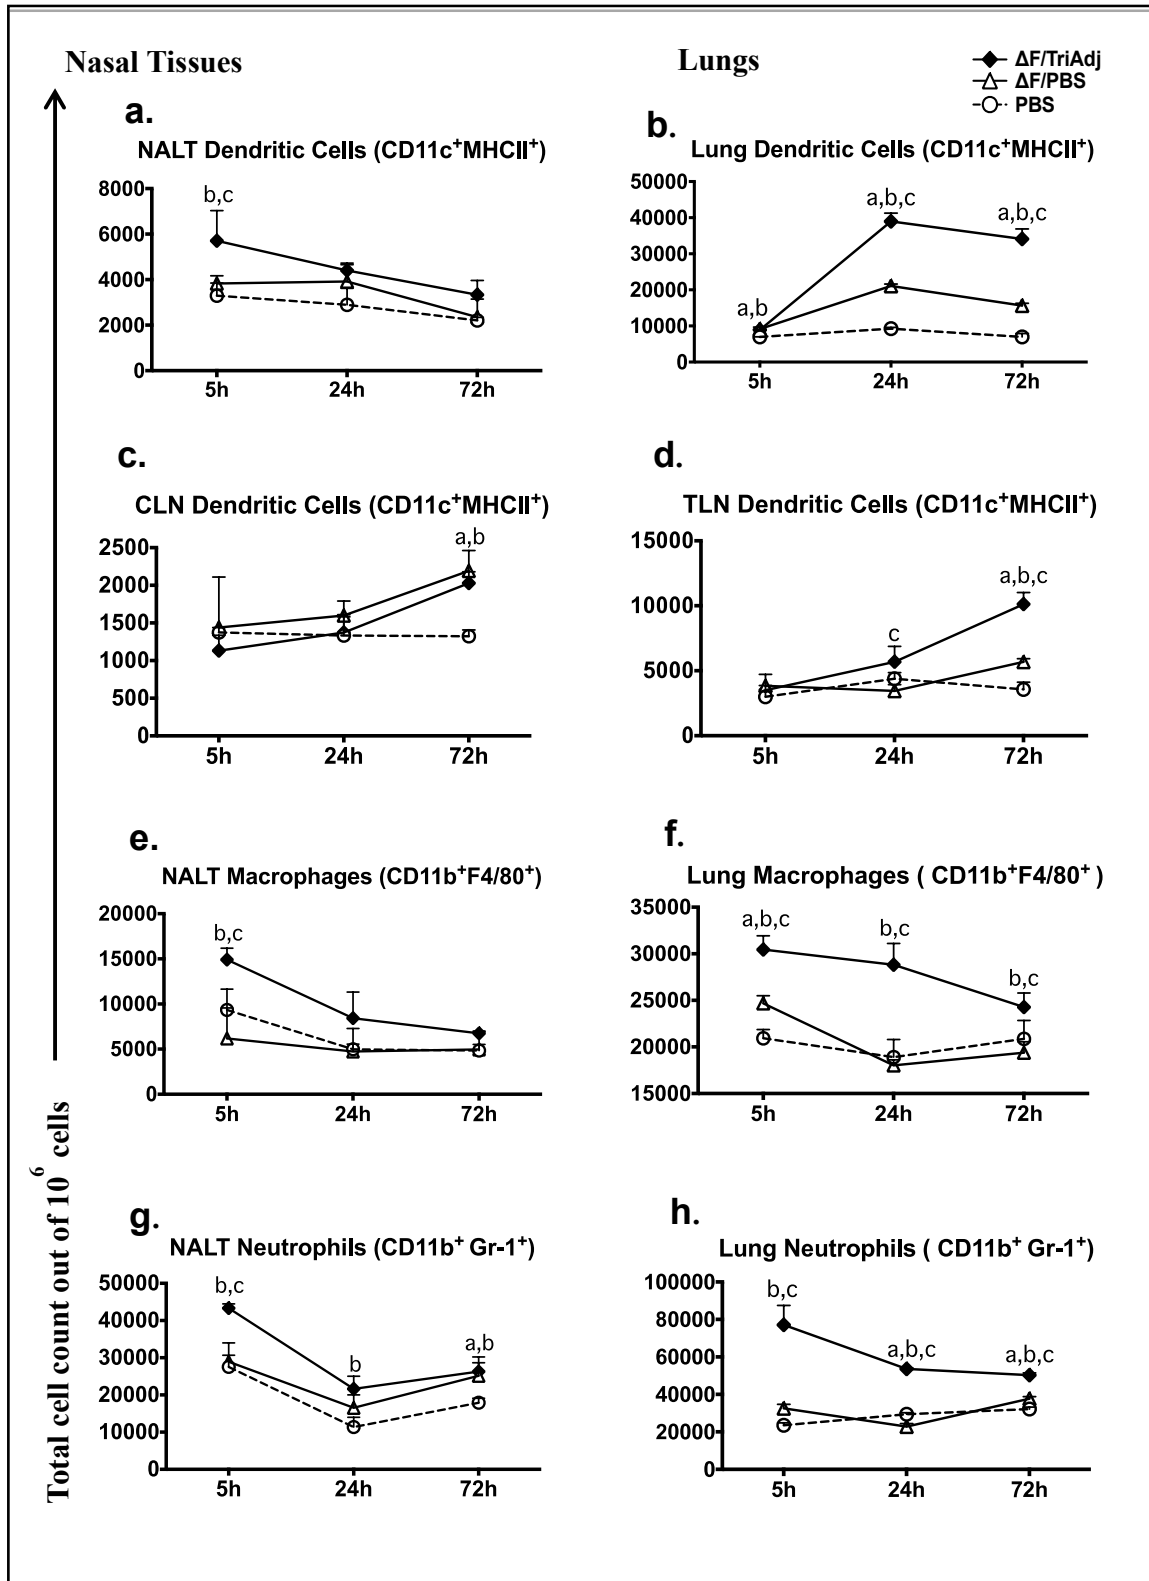 Nasal Tissues
Lungs
ΔF/TriAdj
ΔF/PBS
PBS
a.
NALT Dendritic Cells (CD11c⁺MHCII⁺)
8000
6000
4000
2000
0
b,c
5h 24h 72h
b.
Lung Dendritic Cells (CD11c⁺MHCII⁺)
50000
40000
30000
20000
10000
0
a,b a,b,c a,b,c
5h 24h 72h
c.
CLN Dendritic Cells (CD11c⁺MHCII⁺)
2500
2000
1500
1000
500
0
a,b
5h 24h 72h
d.
TLN Dendritic Cells (CD11c⁺MHCII⁺)
15000
10000
5000
0
c a,b,c
5h 24h 72h
e.
NALT Macrophages (CD11b⁺F4/80⁺)
20000
15000
10000
5000
0
b,c
5h 24h 72h
f.
Lung Macrophages ( CD11b⁺F4/80⁺ )
35000
30000
25000
20000
15000
a,b,c b,c b,c
5h 24h 72h
g.
NALT Neutrophils (CD11b⁺ Gr-1⁺)
50000
40000
30000
20000
10000
0
b,c b a,b
5h 24h 72h
h.
Lung Neutrophils ( CD11b⁺ Gr-1⁺)
100000
80000
60000
40000
20000
0
b,c a,b,c a,b,c
5h 24h 72h
Total cell count out of 10⁶ cells